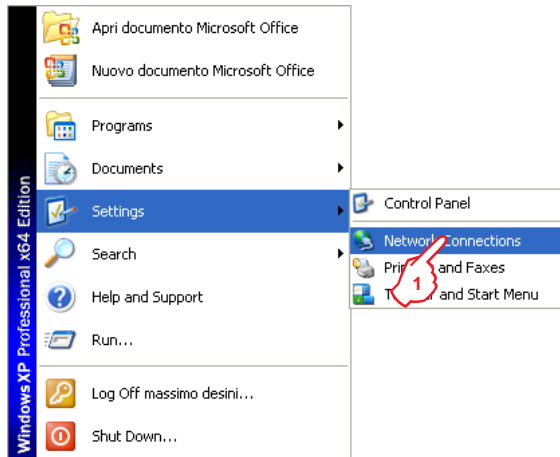 Apri documento Microsoft Office
Nuovo documento Microsoft Office
Programs
Documents
Settings
Search
Help and Support
Run...
Log Off massimo desini...
Shut Down...
Windows XP Professional x64 Edition
Control Panel
Network Connections
and Faxes
and Start Menu
1